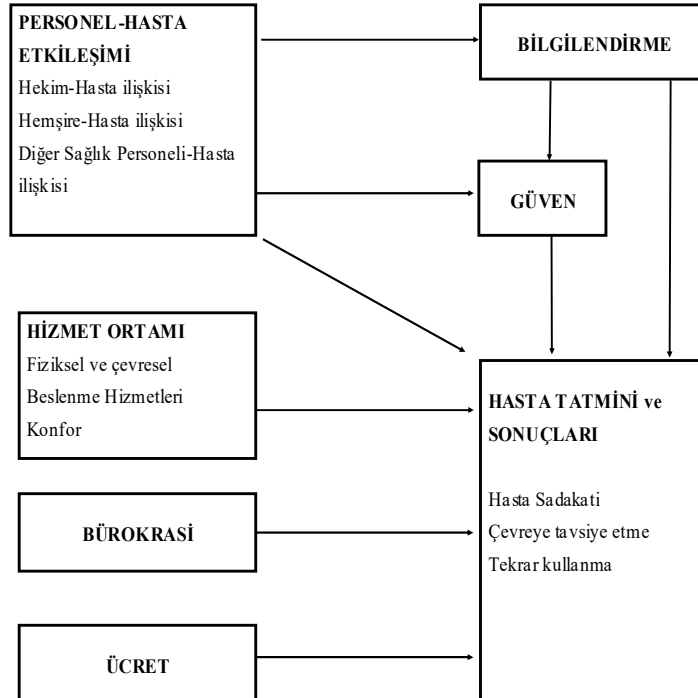 PERSONEL-HASTA
ETKİLEŞİMİ
Hekim-Hasta ilişkisi
Hemşire-Hasta ilişkisi
Diğer Sağlık Personeli-Hasta
ilişkisi
BİLGİLENDİRME
GÜVEN
HİZMET ORTAMI
Fiziksel ve çevresel
Beslenme Hizmetleri
Konfor
HASTA TATMİNİ ve
SONUÇLARI
Hasta Sadakati
Çevreye tavsiye etme
Tekrar kullanma
BÜROKRASİ
ÜCRET